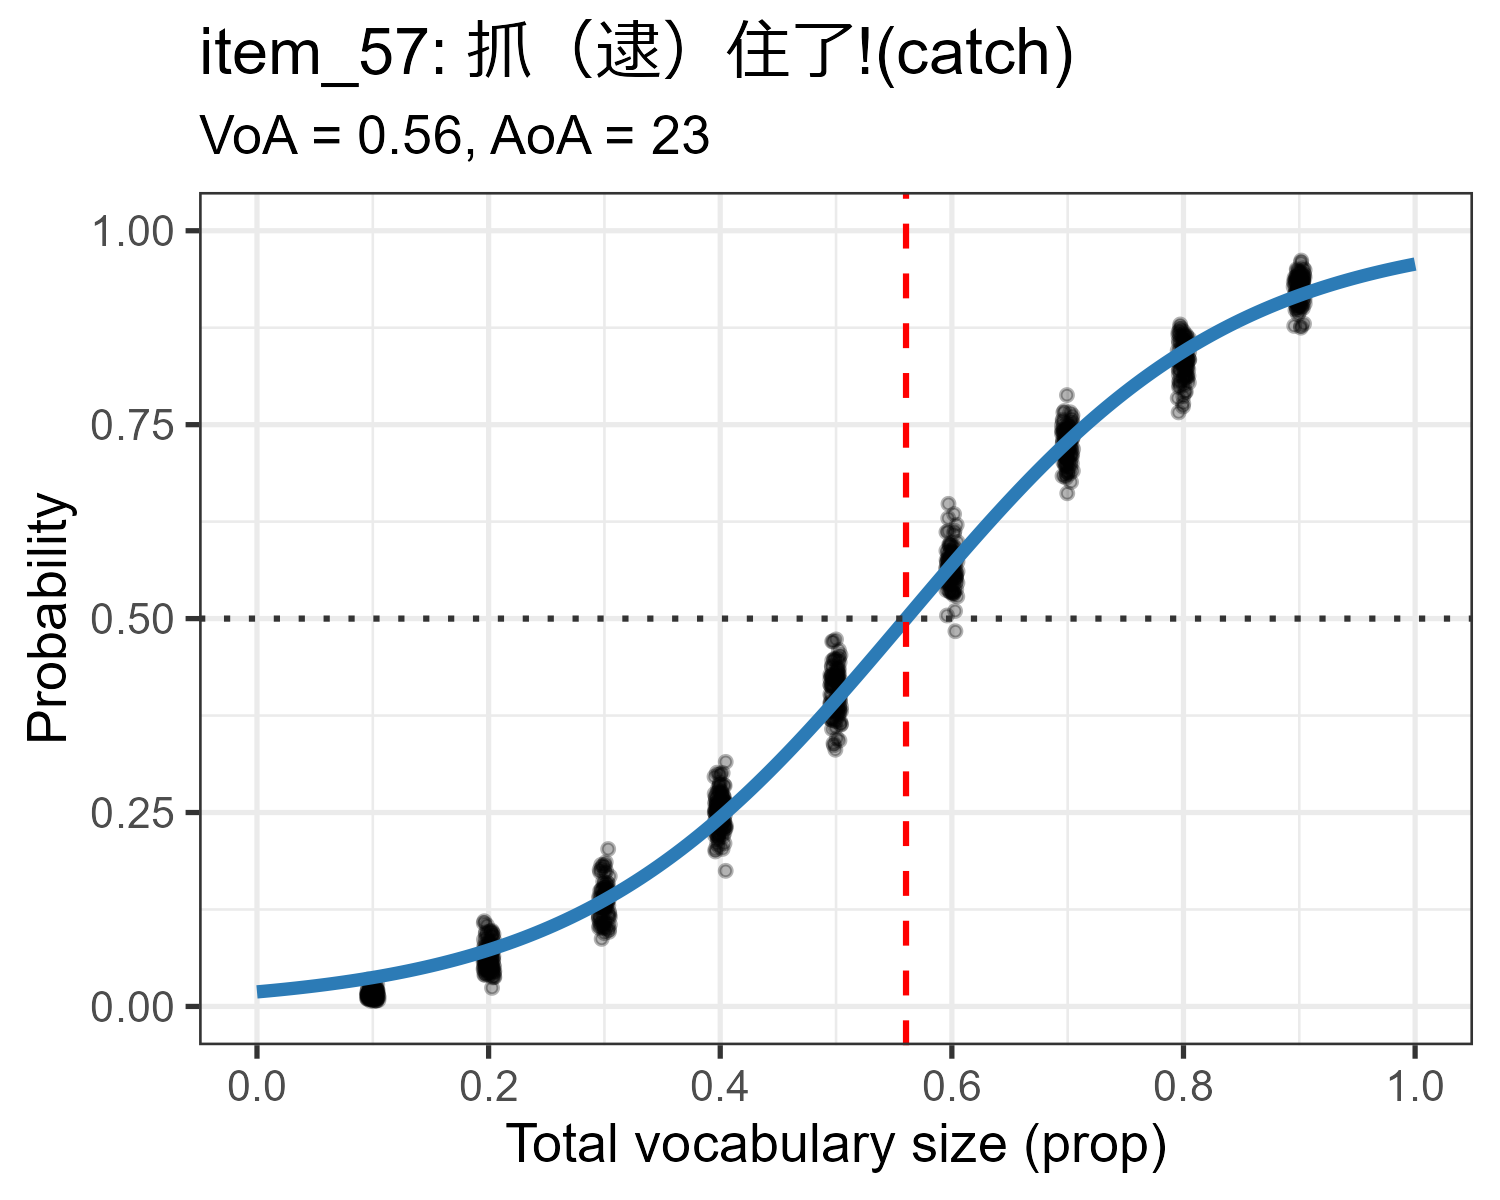 item_57: 抓（逮）住了!(catch)
VoA = 0.56, AoA = 23
1.00
0.75
0.50
0.25
0.00
Probability
0.0 0.2 0.4 0.6 0.8 1.0
Total vocabulary size (prop)